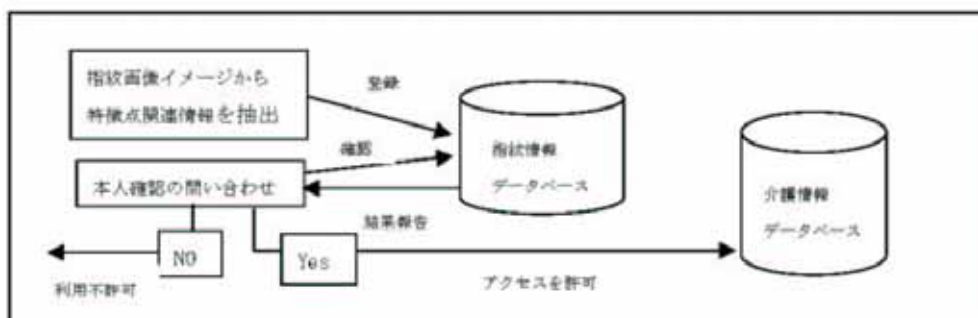 指紋画像イメージから
特徴点関連情報を抽出
登録
確認
指紋情報
データベース
本人確認の問い合わせ
結果報告
介護情報
データベース
NO
Yes
利用不許可
アクセスを許可